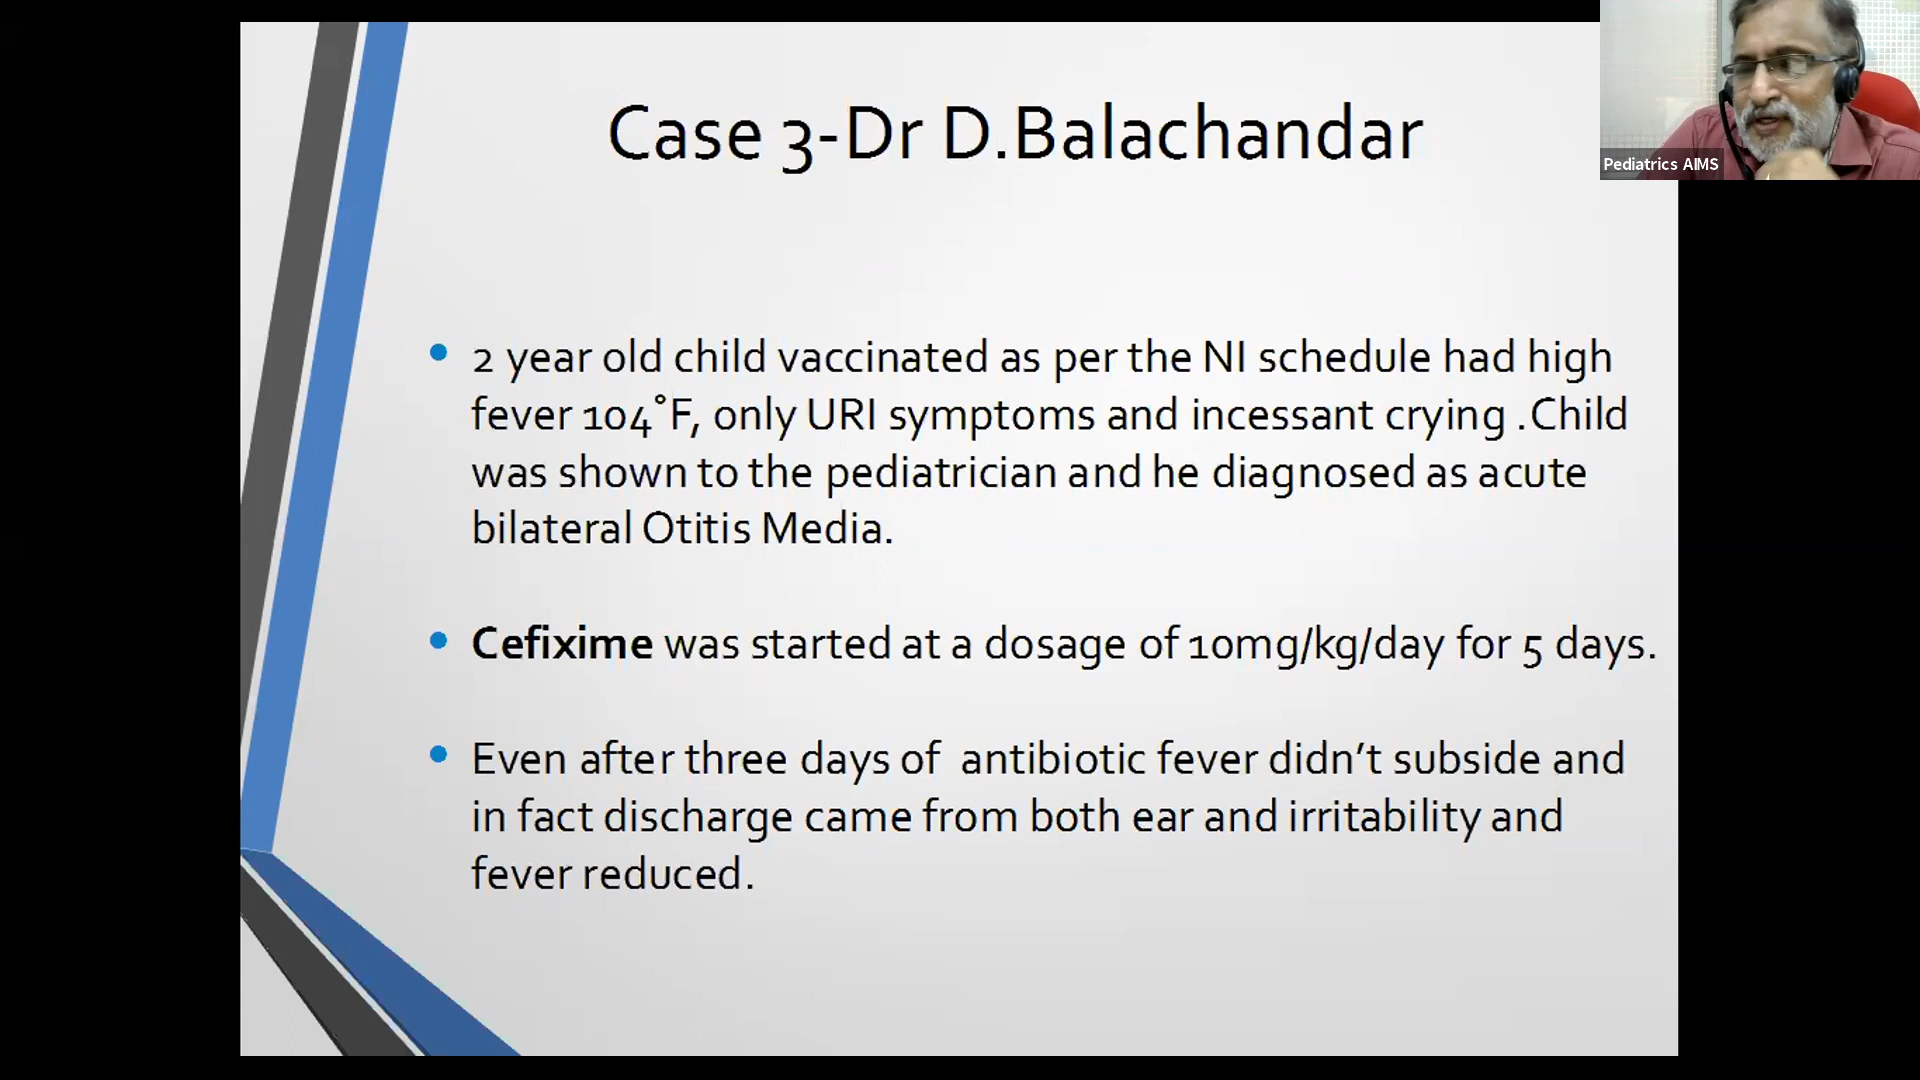 Case 3-Dr D.Balachandar
Pediatrics AIMS
2 year old child vaccinated as per the NI schedule had high
fever 104°F, only URI symptoms and incessant crying .Child
was shown to the pediatrician and he diagnosed as acute
bilateral Otitis Media.
Cefixime was started at a dosage of 10mg/kg/day for 5 days.
Even after three days of  antibiotic fever didn’t subside and
in fact discharge came from both ear and irritability and
fever reduced.